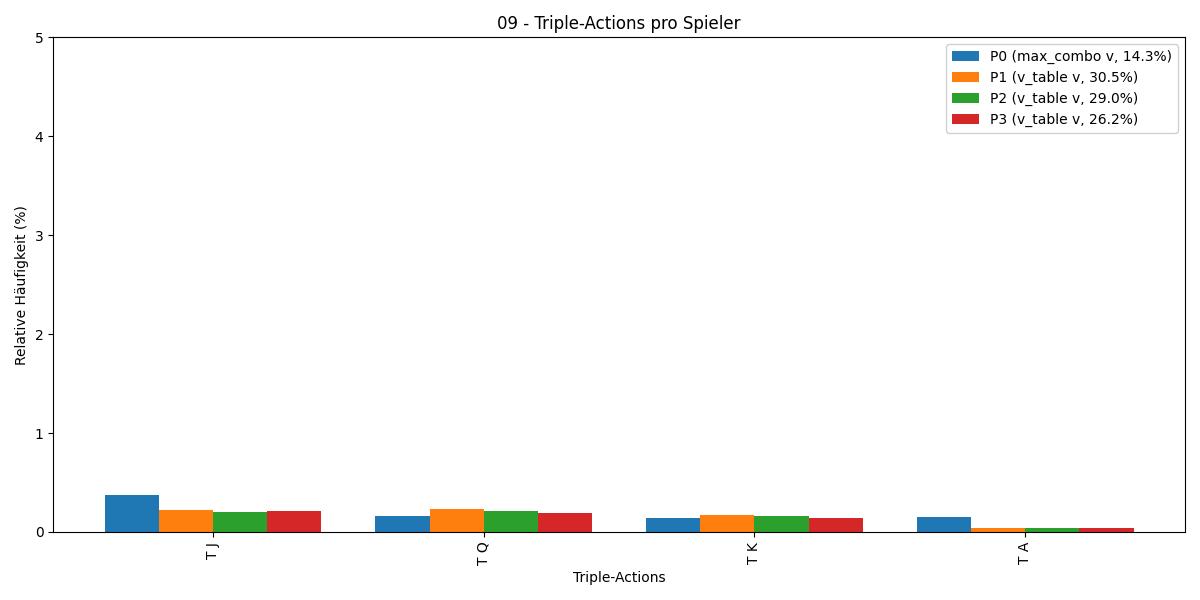 09 - Triple-Actions pro Spieler
P0 (max_combo v, 14.3%)
P1 (v_table v, 30.5%)
P2 (v_table v, 29.0%)
P3 (v_table v, 26.2%)
Relative Häufigkeit (%)
5
4
3
2
1
0
T J
T Q
T K
T A
Triple-Actions